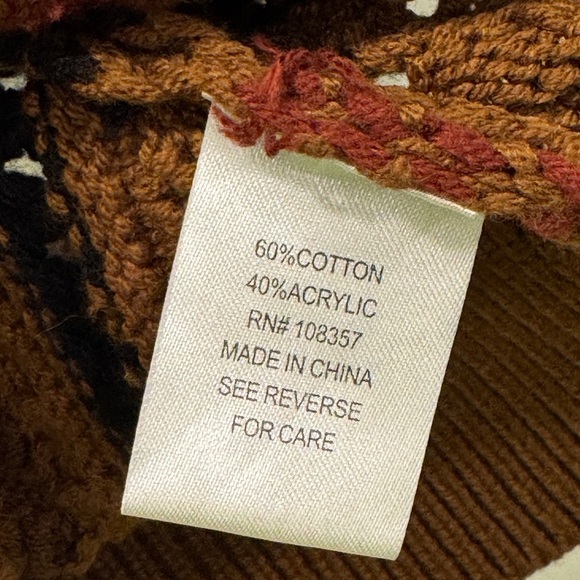 60%COTTON
40%ACRYLIC
RN# 108357
MADE IN CHINA
SEE REVERSE
FOR CARE